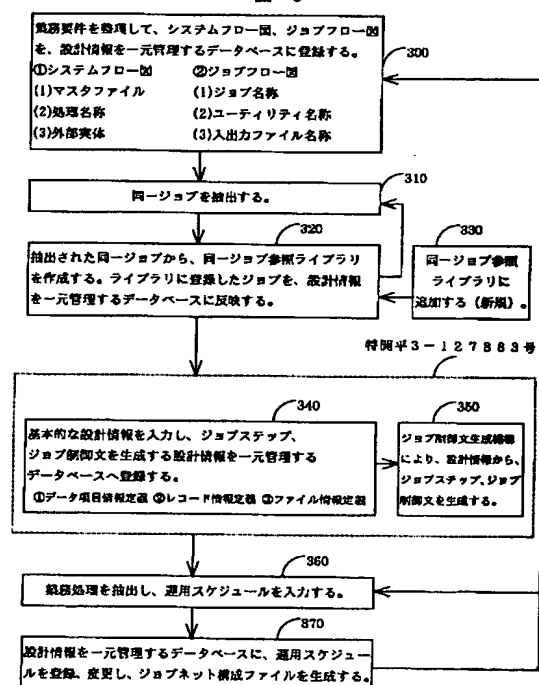 業務要件を整理して、システムフロー図、ジョブフロー図
を、設計情報を一元管理するデータベースに登録する。
①システムフロー図 ②ジョブフロー図
(1)マスタファイル (1)ジョブ名称
(2)処理名称 (2)ユーティリティ名称
(3)外部実体 (3)入出力ファイル名称
300
310
同一ジョブを抽出する。
320
抽出された同一ジョブから、同一ジョブ参照ライブラリ
を作成する。ライブラリに登録したジョブを、設計情報
を一元管理するデータベースに反映する。
330
同一ジョブ参照
ライブラリに
追加する（新規）。
特開平3-127883号
340
基本的な設計情報を入力し、ジョブステップ、
ジョブ制御文を生成する設計情報を一元管理する
データベースへ登録する。
①データ項目情報定義 ②レコード情報定義 ③ファイル情報定義
350
ジョブ制御文生成機構
により、設計情報から、
ジョブステップ、ジョブ
制御文を生成する。
360
業務処理を抽出し、運用スケジュールを入力する。
370
設計情報を一元管理するデータベースに、運用スケジュー
ルを登録、変更し、ジョブネット構成ファイルを生成する。